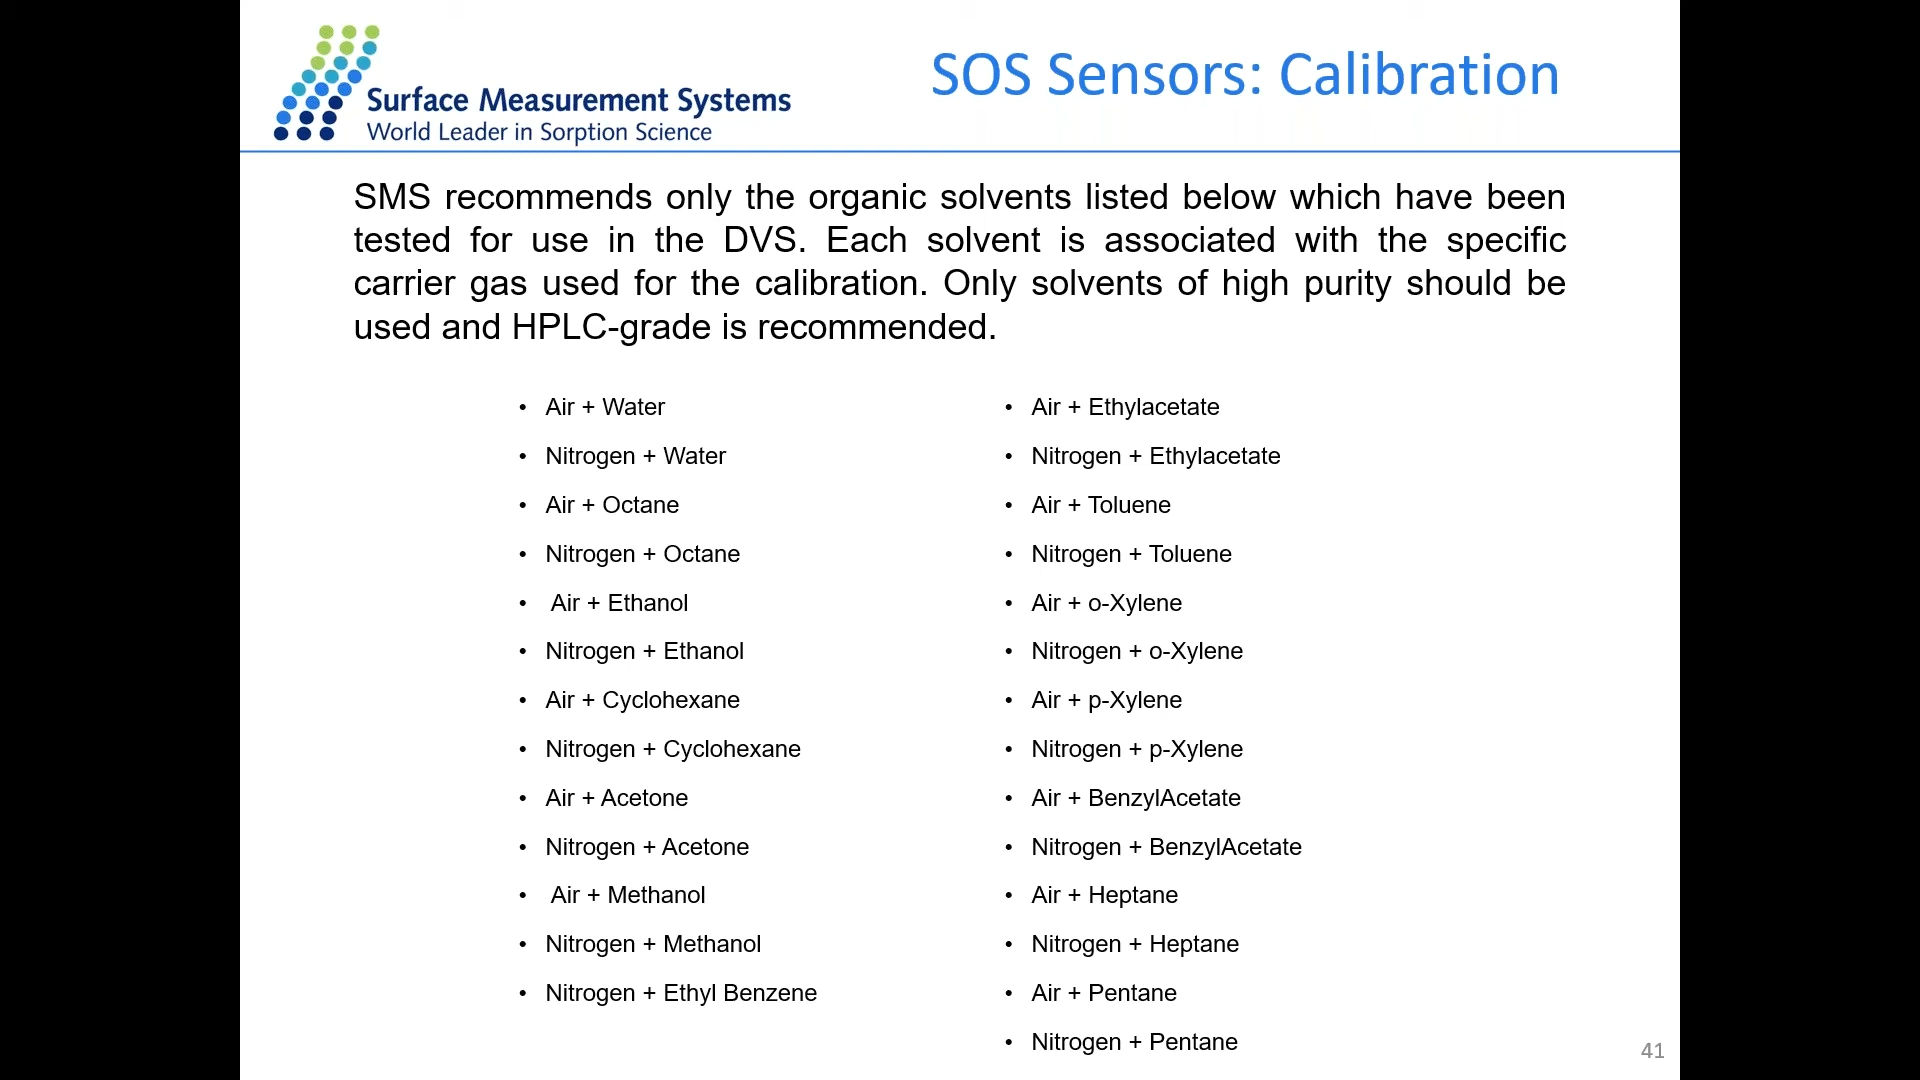 Surface Measurement Systems
World Leader in Sorption Science
SOS Sensors: Calibration
SMS recommends only the organic solvents listed below which have been
tested for use in the DVS. Each solvent is associated with the specific
carrier gas used for the calibration. Only solvents of high purity should be
used and HPLC-grade is recommended.
• Air + Water
• Nitrogen + Water
• Air + Octane
• Nitrogen + Octane
• Air + Ethanol
• Nitrogen + Ethanol
• Air + Cyclohexane
• Nitrogen + Cyclohexane
• Air + Acetone
• Nitrogen + Acetone
• Air + Methanol
• Nitrogen + Methanol
• Nitrogen + Ethyl Benzene
• Air + Ethylacetate
• Nitrogen + Ethylacetate
• Air + Toluene
• Nitrogen + Toluene
• Air + o-Xylene
• Nitrogen + o-Xylene
• Air + p-Xylene
• Nitrogen + p-Xylene
• Air + BenzylAcetate
• Nitrogen + BenzylAcetate
• Air + Heptane
• Nitrogen + Heptane
• Air + Pentane
• Nitrogen + Pentane
41